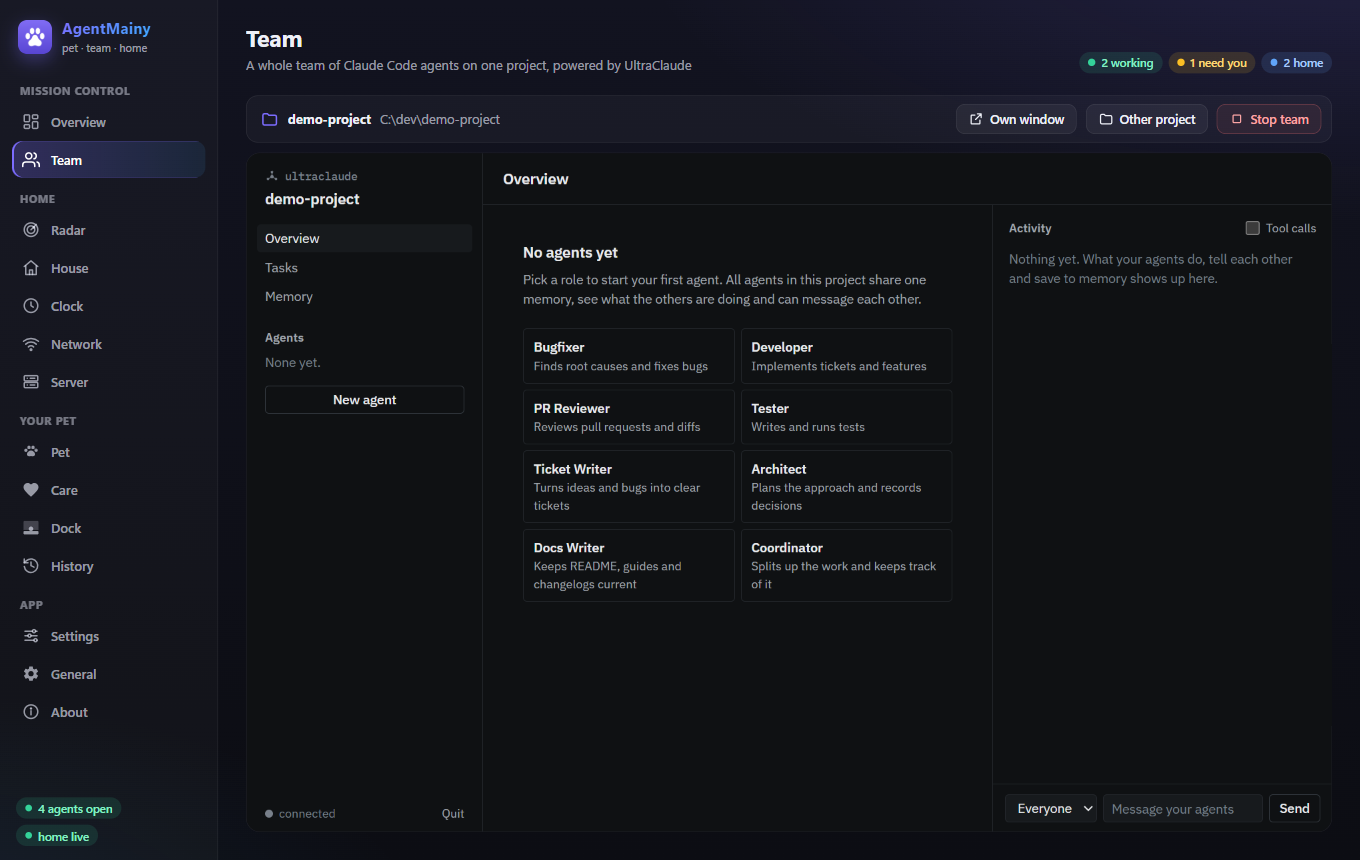 AgentMainy
pet · team · home
MISSION CONTROL
Overview
Team
HOME
Radar
House
Clock
Network
Server
YOUR PET
Pet
Care
Dock
History
APP
Settings
General
About
4 agents open
home live
Team
A whole team of Claude Code agents on one project, powered by UltraClaude
2 working
1 need you
2 home
demo-project C:\dev\demo-project
Own window
Other project
Stop team
ultraclaude
demo-project
Overview
Tasks
Memory
Agents
None yet.
New agent
connected
Quit
Overview
No agents yet
Pick a role to start your first agent. All agents in this project share one
memory, see what the others are doing and can message each other.
Bugfixer
Finds root causes and fixes bugs
Developer
Implements tickets and features
PR Reviewer
Reviews pull requests and diffs
Tester
Writes and runs tests
Ticket Writer
Turns ideas and bugs into clear
tickets
Architect
Plans the approach and records
decisions
Docs Writer
Keeps README, guides and
changelogs current
Coordinator
Splits up the work and keeps track
of it
Activity
Tool calls
Nothing yet. What your agents do, tell each other
and save to memory shows up here.
Everyone
Message your agents
Send